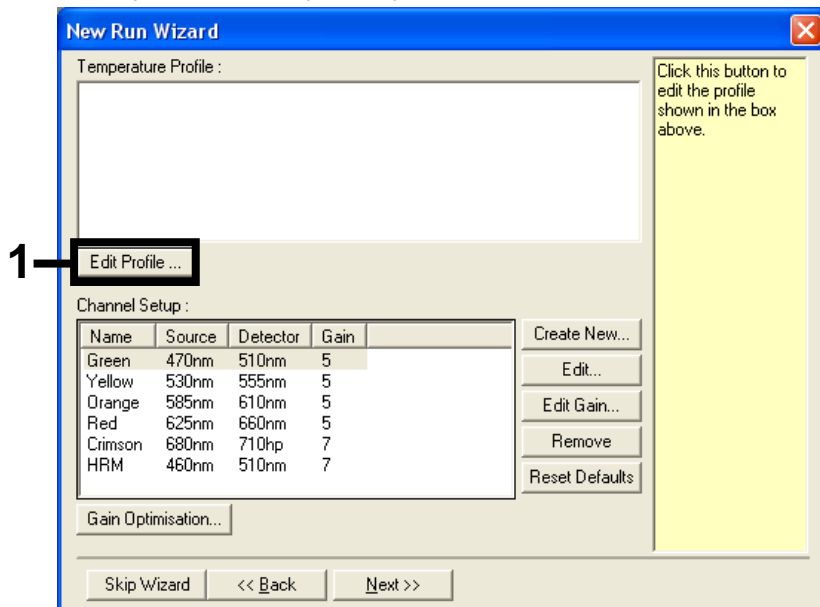 New Run Wizard
Temperature Profile :
Click this button to
edit the profile
shown in the box
above.
1
Edit Profile ...
Channel Setup :
Name Source Detector Gain
Green 470nm 510nm 5
Yellow 530nm 555nm 5
Orange 585nm 610nm 5
Red 625nm 660nm 5
Crimson 680nm 710hp 7
HRM 460nm 510nm 7
Create New...
Edit...
Edit Gain...
Remove
Reset Defaults
Gain Optimisation...
Skip Wizard << Back Next >>